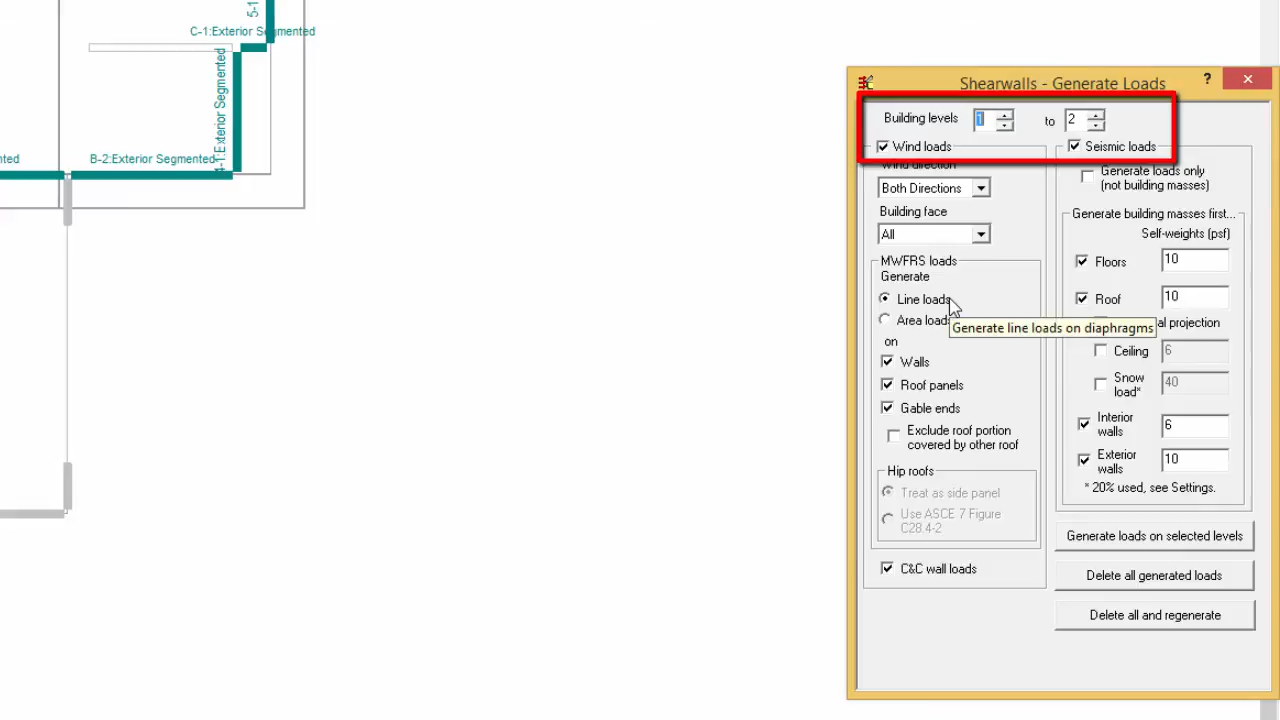 5-1
C-1:Exterior Segmented
4-1:Exterior Segmented
B-2:Exterior Segmented
Shearwalls - Generate Loads
?
Building levels 1 to 2
Wind loads
Wind direction
Both Directions
Building face
All
MWFRS loads
Generate
Line loads
Area load
Generate line loads on diaphragms
on
Walls
Roof panels
Gable ends
Exclude roof portion
covered by other roof
Hip roofs
Treat as side panel
Use ASCE 7 Figure
C28.4-2
C&C wall loads
Seismic loads
Generate loads only
(not building masses)
Generate building masses first...
Self-weights (psf)
Floors 10
Roof 10
al projection
Ceiling 6
Snow
load* 40
Interior
walls 6
Exterior
walls 10
* 20% used, see Settings.
Generate loads on selected levels
Delete all generated loads
Delete all and regenerate